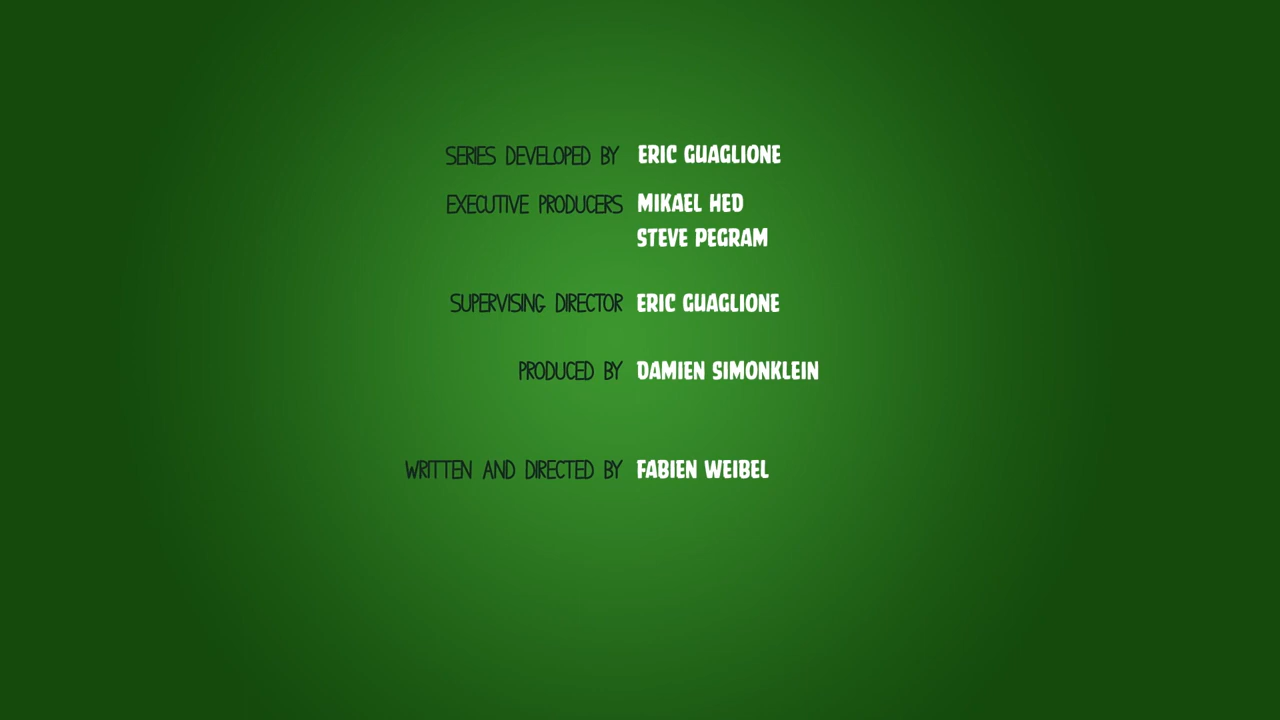 SERIES DEVELOPED BY ERIC GUAGLIONE
EXECUTIVE PRODUCERS MIKAEL HED
STEVE PEGRAM
SUPERVISING DIRECTOR ERIC GUAGLIONE
PRODUCED BY DAMIEN SIMONKLEIN
WRITTEN AND DIRECTED BY FABIEN WEIBEL